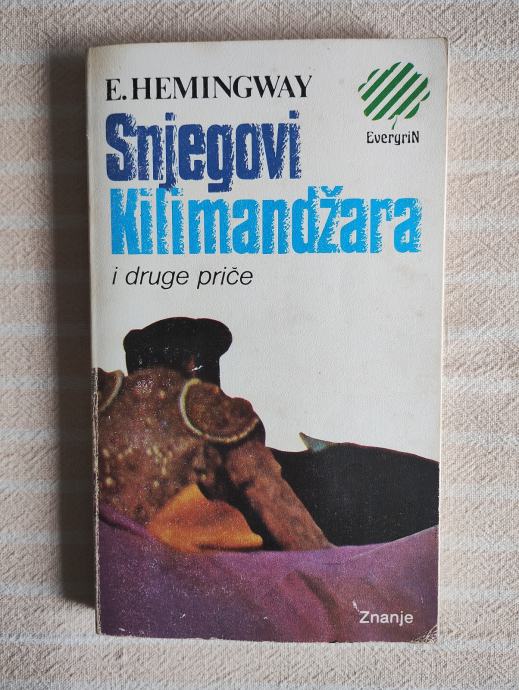 E. HEMINGWAY
EvergriN
Snjegovi
Kilimandžara
i druge priče
Znanje